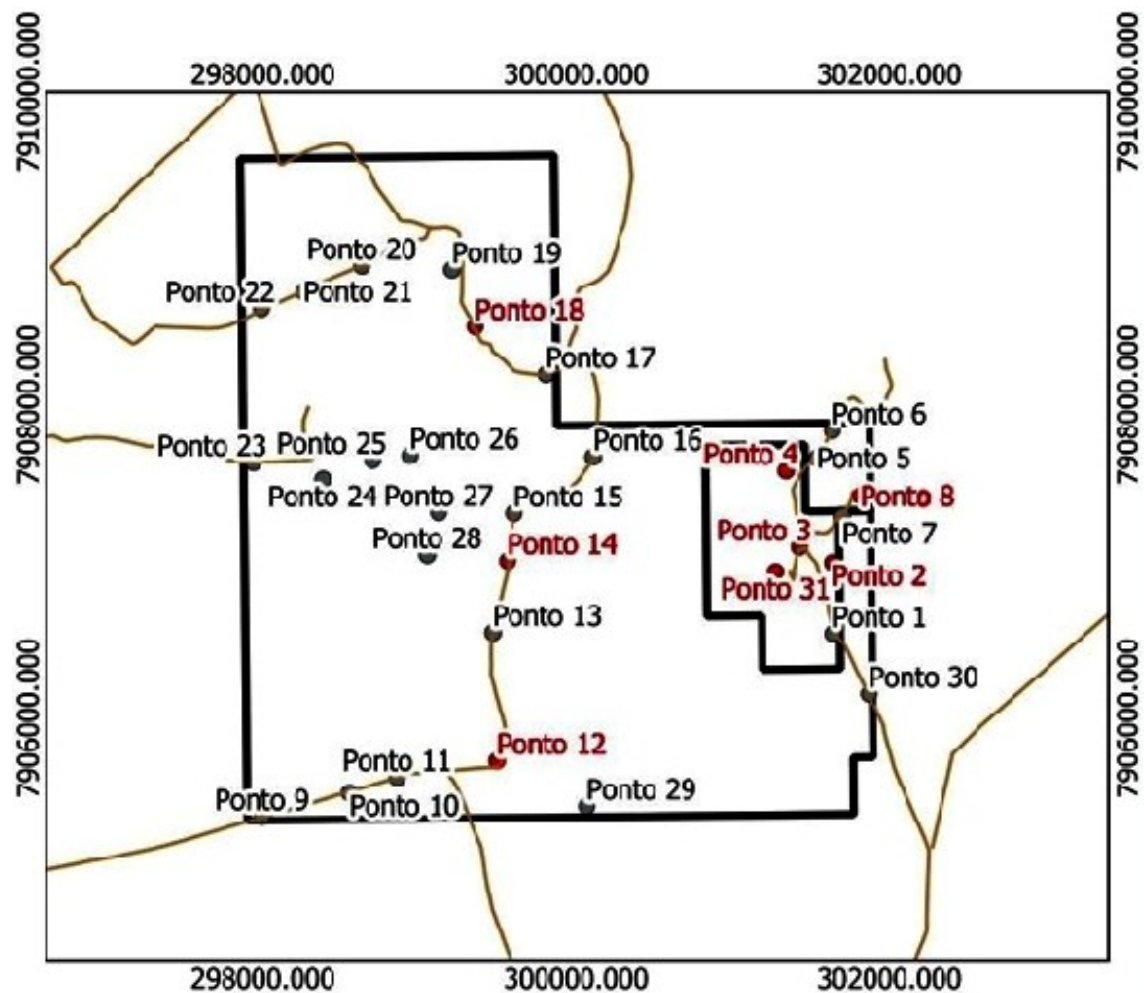 298000.000 300000.000 302000.000
7910000.000
7910000.000
Ponto 20
Ponto 19
Ponto 22
Ponto 21
Ponto 18
Ponto 17
7908000.000
7908000.000
Ponto 6
Ponto 23
Ponto 25
Ponto 26
Ponto 16
Ponto 4
Ponto 5
Ponto 24
Ponto 27
Ponto 15
Ponto 8
Ponto 28
Ponto 14
Ponto 3
Ponto 7
Ponto 31
Ponto 2
Ponto 13
Ponto 1
Ponto 30
7906000.000
7906000.000
Ponto 12
Ponto 11
Ponto 9
Ponto 10
Ponto 29
298000.000 300000.000 302000.000